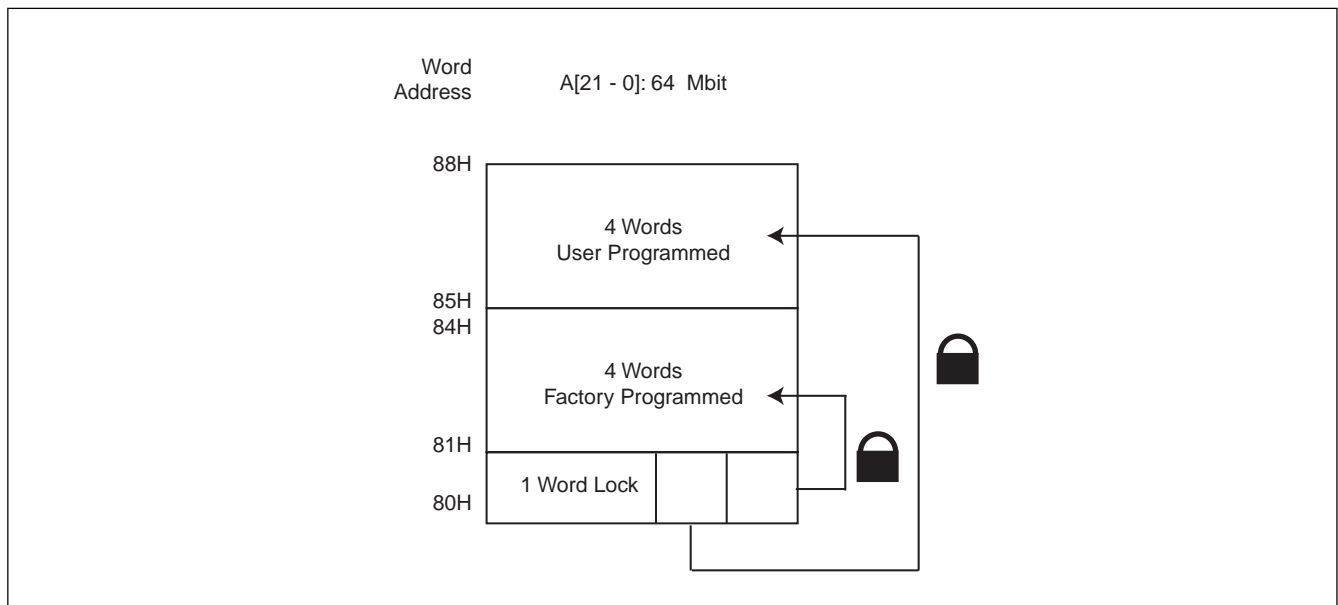 Word
Address
A[21 - 0]: 64 Mbit
88H
4 Words
User Programmed
85H
84H
4 Words
Factory Programmed
81H
1 Word Lock
80H